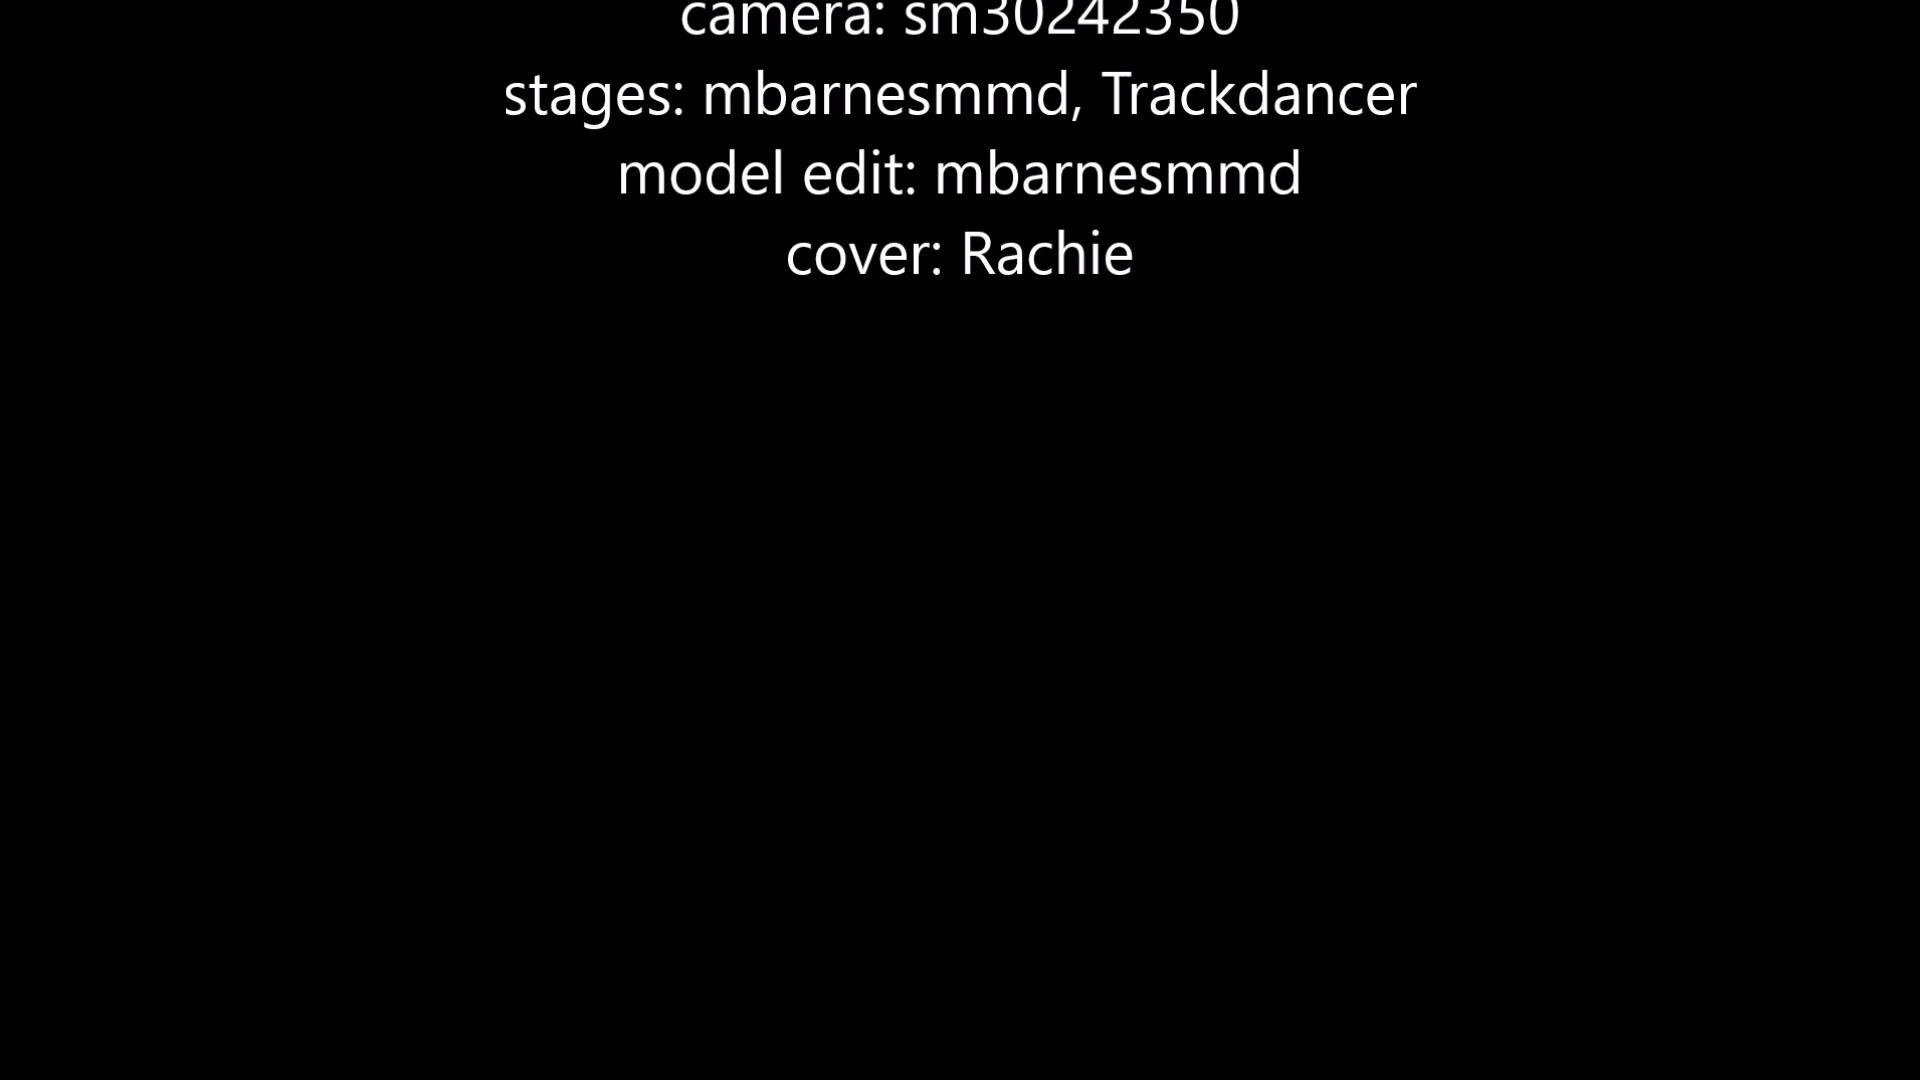 camera: sm30242350
stages: mbarnesmmd, Trackdancer
model edit: mbarnesmmd
cover: Rachie